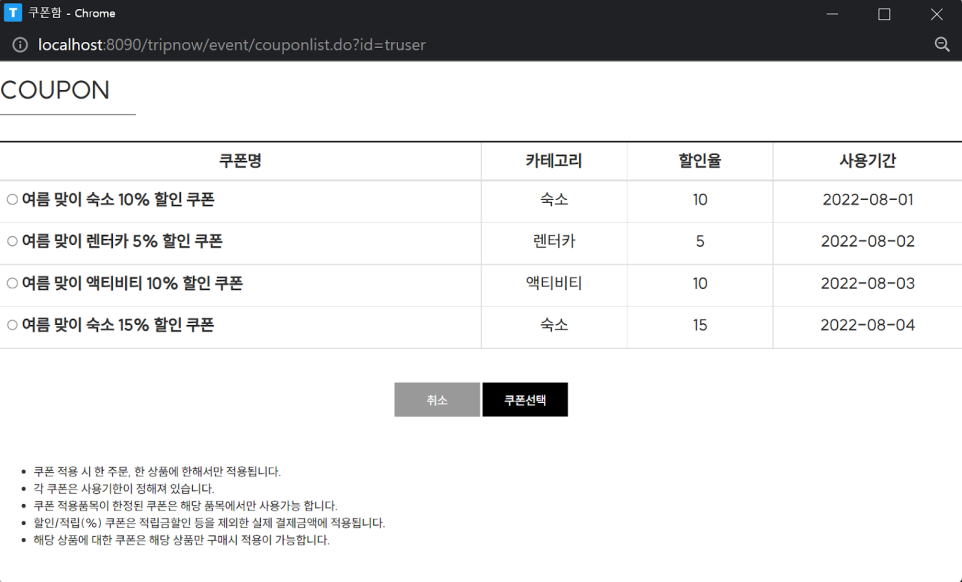 T 쿠폰함 - Chrome
localhost:8090/tripnow/event/couponlist.do?id=truser
COUPON
쿠폰명 카테고리 할인율 사용기간
여름 맞이 숙소 10% 할인 쿠폰 숙소 10 2022-08-01
여름 맞이 렌터카 5% 할인 쿠폰 렌터카 5 2022-08-02
여름 맞이 액티비티 10% 할인 쿠폰 액티비티 10 2022-08-03
여름 맞이 숙소 15% 할인 쿠폰 숙소 15 2022-08-04
취소 쿠폰선택
• 쿠폰 적용 시 한 주문, 한 상품에 한해서만 적용됩니다.
• 각 쿠폰은 사용기한이 정해져 있습니다.
• 쿠폰 적용품목이 한정된 쿠폰은 해당 품목에서만 사용가능 합니다.
• 할인/적립(%) 쿠폰은 적립금할인 등을 제외한 실제 결제금액에 적용됩니다.
• 해당 상품에 대한 쿠폰은 해당 상품만 구매시 적용이 가능합니다.